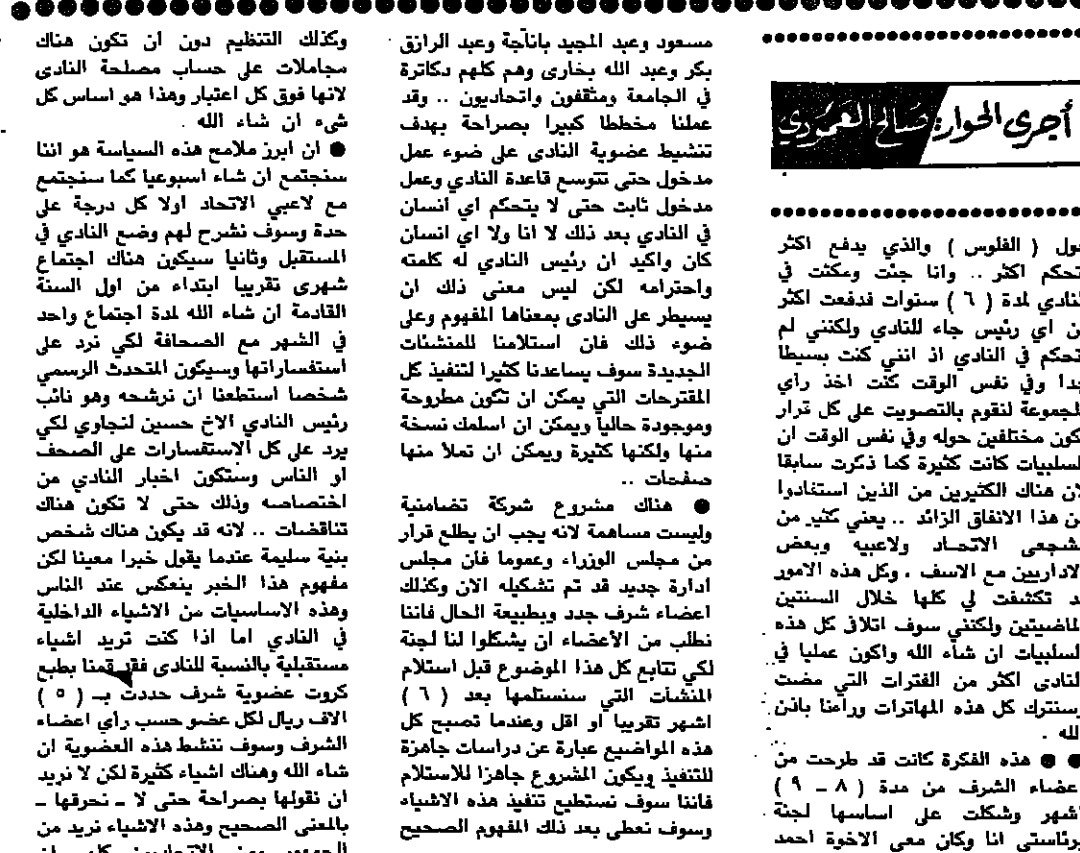 أجرى الحوار: صالح العمودي
ول ( الفلوس ) والذي يدفع اكثر
تحكم اكثر .. وانا جئت ومكثت في
لنادي لمدة ( ٦ ) سنوات فدفعت اكثر
ن اي رئيس جاء للنادي ولكنني لم
تحكم في النادي اذ انني كنت بسيطا
جدا وفي نفس الوقت كنت اخذ راي
لمجموعة لنقوم بالتصويت على كل قرار
كون مختلفين حوله وفي نفس الوقت ان
لسلبيات كانت كثيرة كما ذكرت سابقا
لان هناك الكثيرين من الذين استفادوا
ن هذا الانفاق الزائد .. يعني كثير من
شجعى الاتحاد ولاعبيه وبعض
لاداريين مع الاسف . وكل هذه الامور
د تكشفت لي كلها خلال السنتين
لماضيتين ولكنني سوف اتلافى كل هذه
لسلبيات ان شاء الله واكون عمليا في
لنادى اكثر من الفترات التي مضت
سنترك كل هذه المهاترات وراءنا باذن
لله .
● ● هذه الفكرة كانت قد طرحت من
اعضاء الشرف من مدة ( ٨ ــ ٩ )
اشهر وشكلت على اساسها لجنة
برئاستى انا وكان معى الاخوة احمد
مسعود وعبد المجيد باناجة وعبد الرازق
بكر وعبد الله بخارى وهم كلهم دكاترة
في الجامعة ومثقفون واتحاديون .. وقد
عملنا مخططا كبيرا بصراحة بهدف
تنشيط عضوية النادى على ضوء عمل
مدخول حتى تتوسع قاعدة النادي وعمل
مدخول ثابت حتى لا يتحكم اي انسان
في النادي بعد ذلك لا انا ولا اي انسان
كان واكيد ان رئيس النادي له كلمته
واحترامه لكن ليس معنى ذلك ان
يسيطر على النادى بمعناها المفهوم وعلى
ضوء ذلك فان استلامنا للمنشئات
الجديدة سوف يساعدنا كثيرا لتنفيذ كل
المقترحات التي يمكن ان تكون مطروحة
وموجودة حاليا ويمكن ان اسلمك نسخة
منها ولكنها كثيرة ويمكن ان تملأ منها
صفحات ..
● هناك مشروع شركة تضامنية
وليست مساهمة لانه يجب ان يطلع قرار
من مجلس الوزراء وعموما فان مجلس
ادارة جديد قد تم تشكيله الان وكذلك
اعضاء شرف جدد وبطبيعة الحال فاننا
نطلب من الأعضاء ان يشكلوا لنا لجنة
لكي تتابع كل هذا الموضوع قبل استلام
المنشآت التي سنستلمها بعد ( ٦ )
اشهر تقريبا او اقل وعندما تصبح كل
هذه المواضيع عبارة عن دراسات جاهزة
للتنفيذ ويكون المشروع جاهزا للاستلام
فاننا سوف نستطيع تنفيذ هذه الاشياء
وسوف نعطى بعد ذلك المفهوم الصحيح
وكذلك التنظيم دون ان تكون هناك
مجاملات على حساب مصلحة النادى
لانها فوق كل اعتبار وهذا هو اساس كل
شىء ان شاء الله .
● ان ابرز ملامح هذه السياسة هو اننا
سنجتمع ان شاء اسبوعيا كما سنجتمع
مع لاعبي الاتحاد اولا كل درجة على
حدة وسوف نشرح لهم وضع النادي في
المستقبل وثانيا سيكون هناك اجتماع
شهرى تقريبا ابتداء من اول السنة
القادمة ان شاء الله لمدة اجتماع واحد
في الشهر مع الصحافة لكي نرد على
استفساراتها وسيكون المتحدث الرسمي
شخصا استطعنا ان نرشحه وهو نائب
رئيس النادي الاخ حسين لنجاوي لكي
يرد على كل الاستفسارات على الصحف
او الناس وستكون اخبار النادي من
اختصاصه وذلك حتى لا تكون هناك
تناقضات .. لانه قد يكون هناك شخص
بنية سليمة عندما يقول خبرا معينا لكن
مفهوم هذا الخبر ينعكس عند الناس
وهذه الاساسيات من الاشياء الداخلية
في النادي اما اذا كنت تريد اشياء
مستقبلية بالنسبة للنادى فقد قمنا بطبع
كروت عضوية شرف حددت بـ ( ٥ )
الاف ريال لكل عضو حسب رأي اعضاء
الشرف وسوف ننشط هذه العضوية ان
شاء الله وهناك اشياء كثيرة لكن لا نريد
ان نقولها بصراحة حتى لا ــ نحرقها ــ
بالمعنى الصحيح وهذه الاشياء نريد من